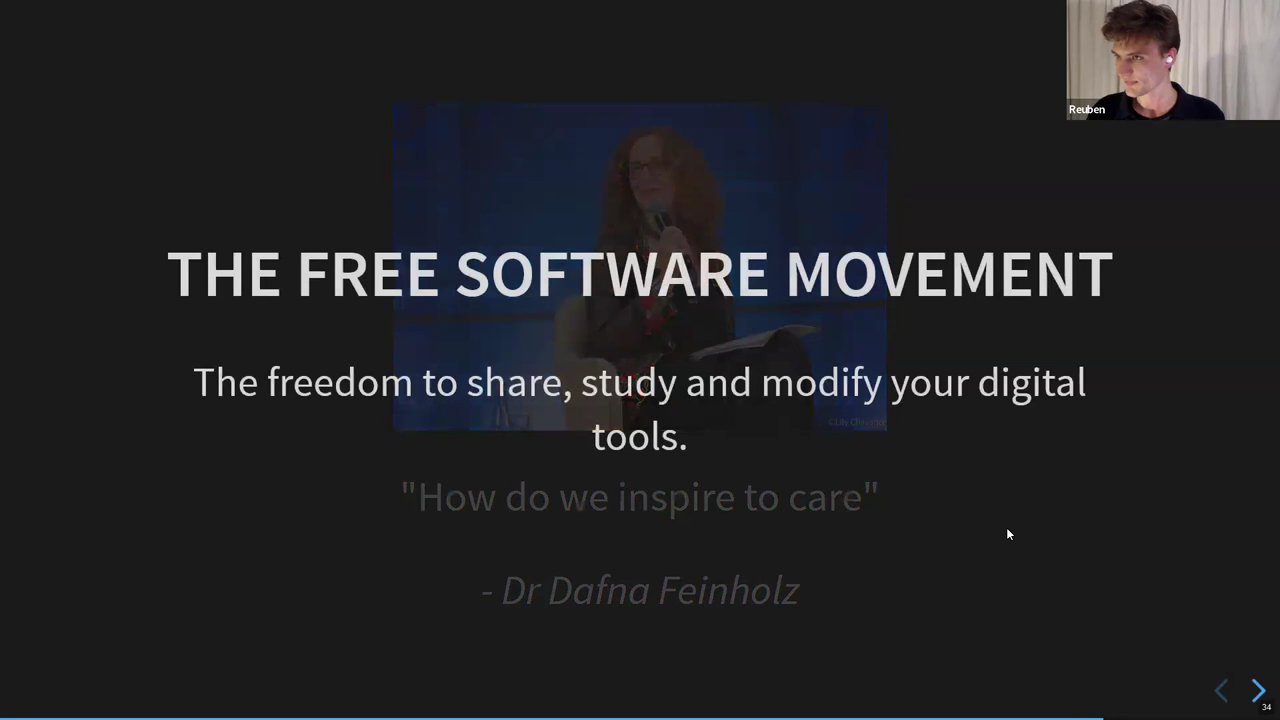 Reuben
THE FREE SOFTWARE MOVEMENT
The freedom to share, study and modify your digital
tools.
"How do we inspire to care"
- Dr Dafna Feinholz
34